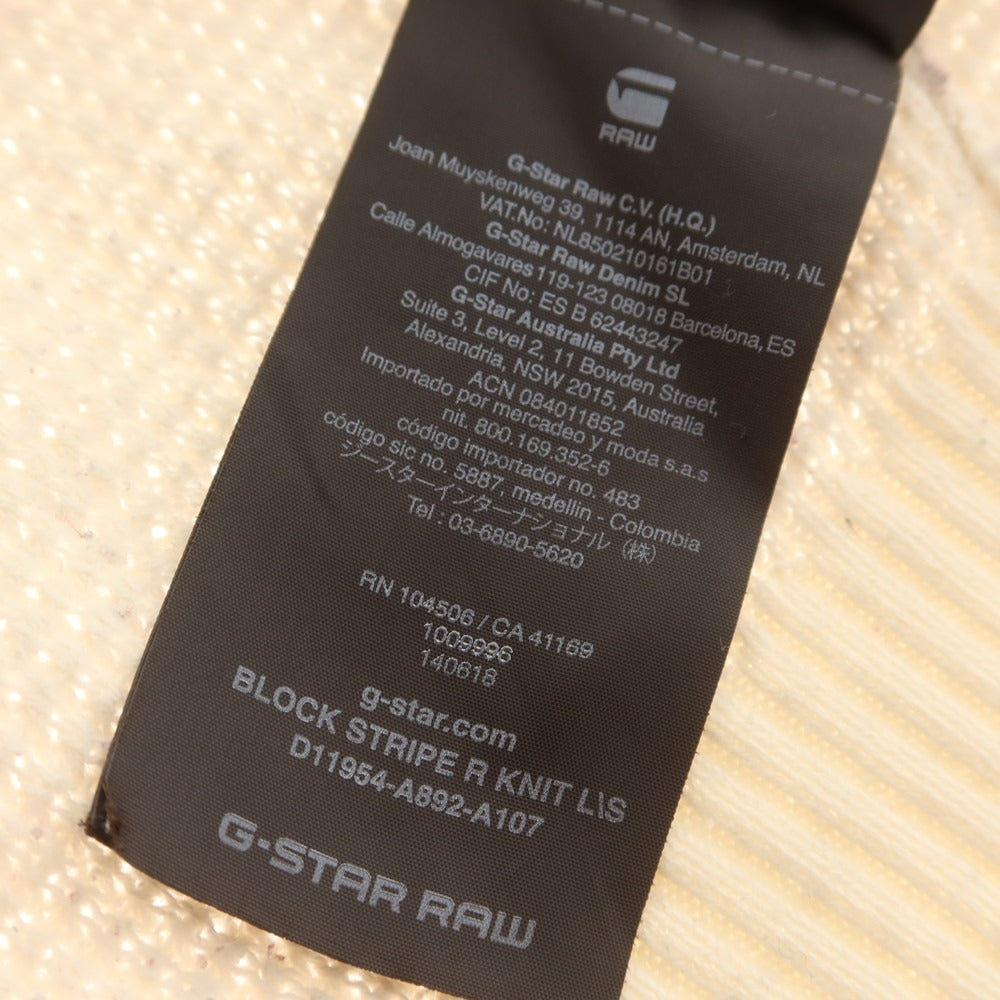 RAW
G-Star Raw C.V. (H.Q.)
Joan Muyskenweg 39, 1114 AN, Amsterdam, NL
VAT.No: NL850210161B01
G-Star Raw Denim SL
Calle Almogavares 119-123 08018 Barcelona, ES
CIF No: ES B 62443247
G-Star Australia Pty Ltd
Suite 3, Level 2, 11 Bowden Street,
Alexandria, NSW 2015, Australia
ACN 084011852
Importado por mercadeo y moda s.a.s
nit. 800.169.352-6
código importador no. 483
código sic no. 5887, medellin - Colombia
ジースターインターナショナル (株)
Tel : 03-6890-5620
RN 104506 / CA 41169
1009996
140618
g-star.com
BLOCK STRIPE R KNIT L\S
D11954-A892-A107
G-STAR RAW